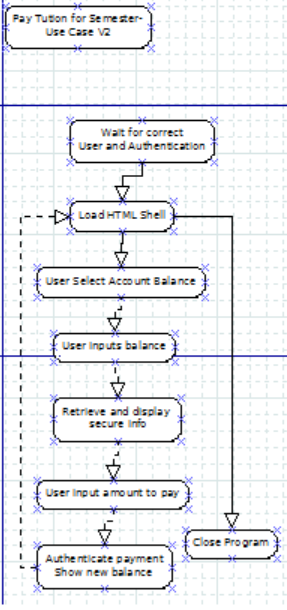 Pay Tution for Semester-
Use Case V2
Wait for correct
User and Authentication
Load HTML Shell
User Select Account Balance
User Inputs balance
Retrieve and display
secure info
User Input amount to pay
Close Program
Authenticate payment
Show new balance